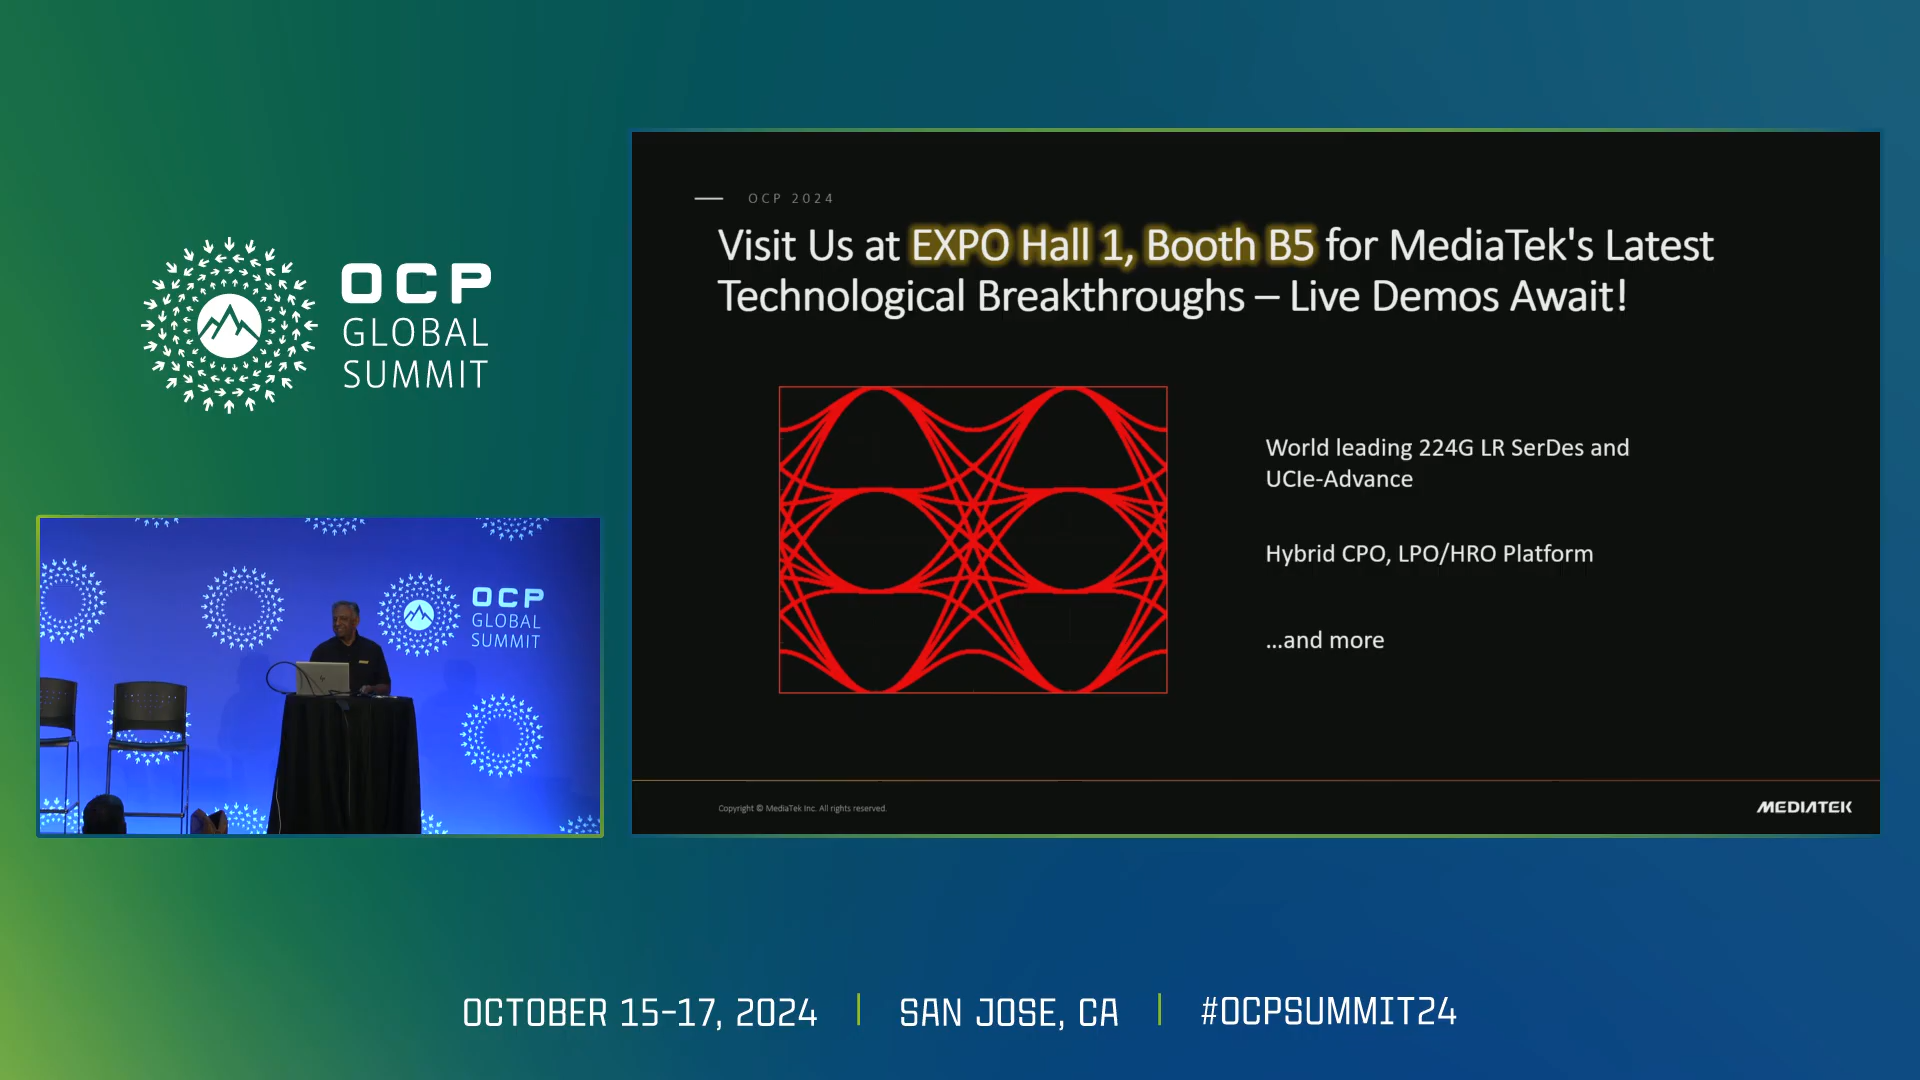 OCP
GLOBAL
SUMMIT
OCP 2024
Visit Us at EXPO Hall 1, Booth B5 for MediaTek's Latest
Technological Breakthroughs – Live Demos Await!
World leading 224G LR SerDes and
UCIe-Advance
Hybrid CPO, LPO/HRO Platform
...and more
Copyright © MediaTek Inc. All rights reserved.
MEDIATEK
OCP
GLOBAL
SUMMIT
OCTOBER 15-17, 2024 | SAN JOSE, CA | #OCPSUMMIT24